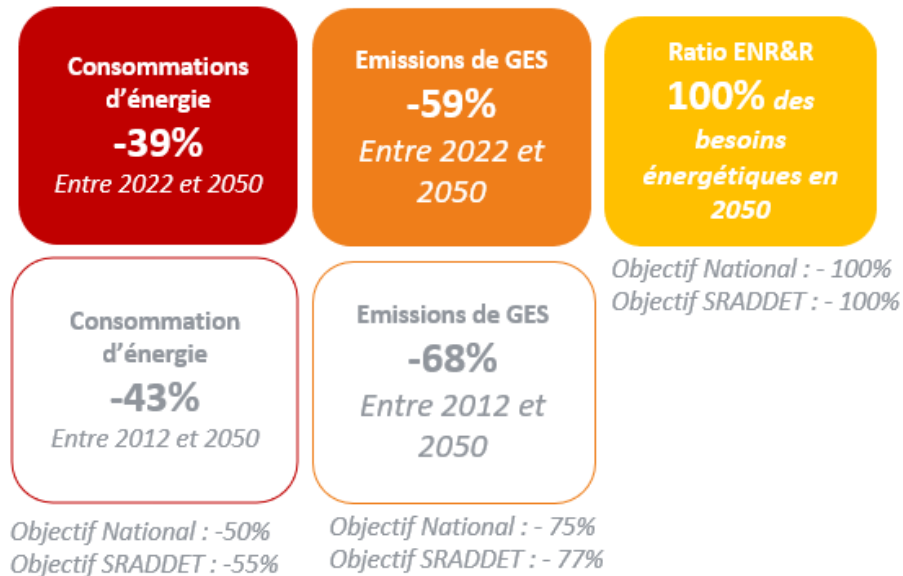 Consommations
d'énergie
-39%
Entre 2022 et 2050
Emissions de GES
-59%
Entre 2022 et
2050
Ratio ENR&R
100% des
besoins
énergétiques en
2050
Objectif National : - 100%
Objectif SRADDET : - 100%
Consommation
d'énergie
-43%
Entre 2012 et 2050
Objectif National : -50%
Objectif SRADDET : -55%
Emissions de GES
-68%
Entre 2012 et
2050
Objectif National : - 75%
Objectif SRADDET : - 77%